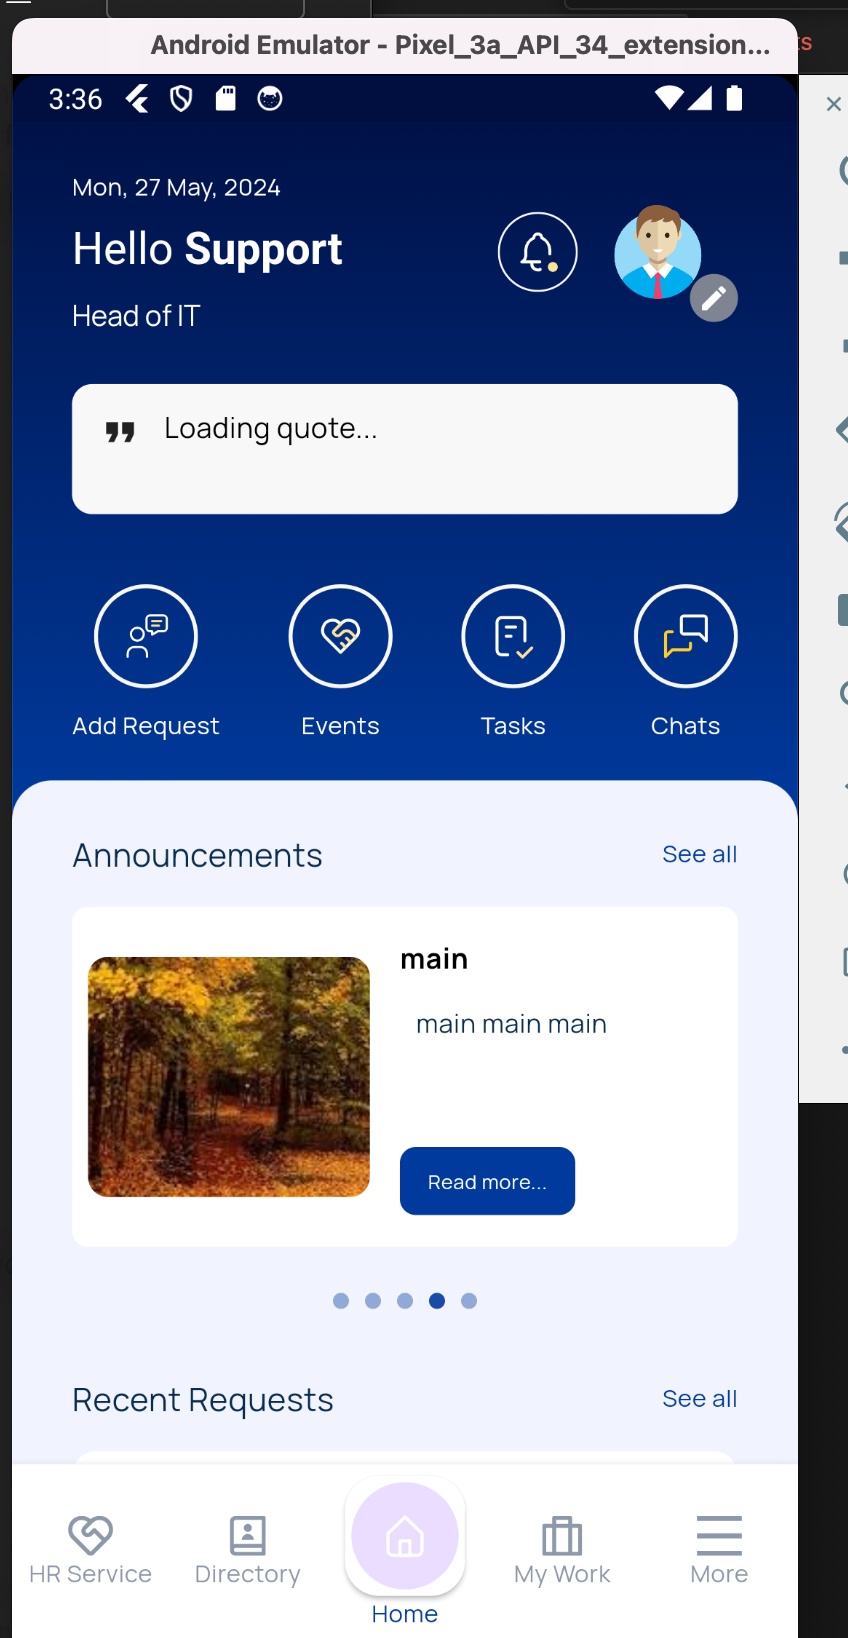 Android Emulator - Pixel_3a_API_34_extension...
3:36
Mon, 27 May, 2024
Hello Support
Head of IT
Loading quote...
Add Request
Events
Tasks
Chats
Announcements
See all
main
main main main
Read more...
Recent Requests
See all
HR Service
Directory
Home
My Work
More